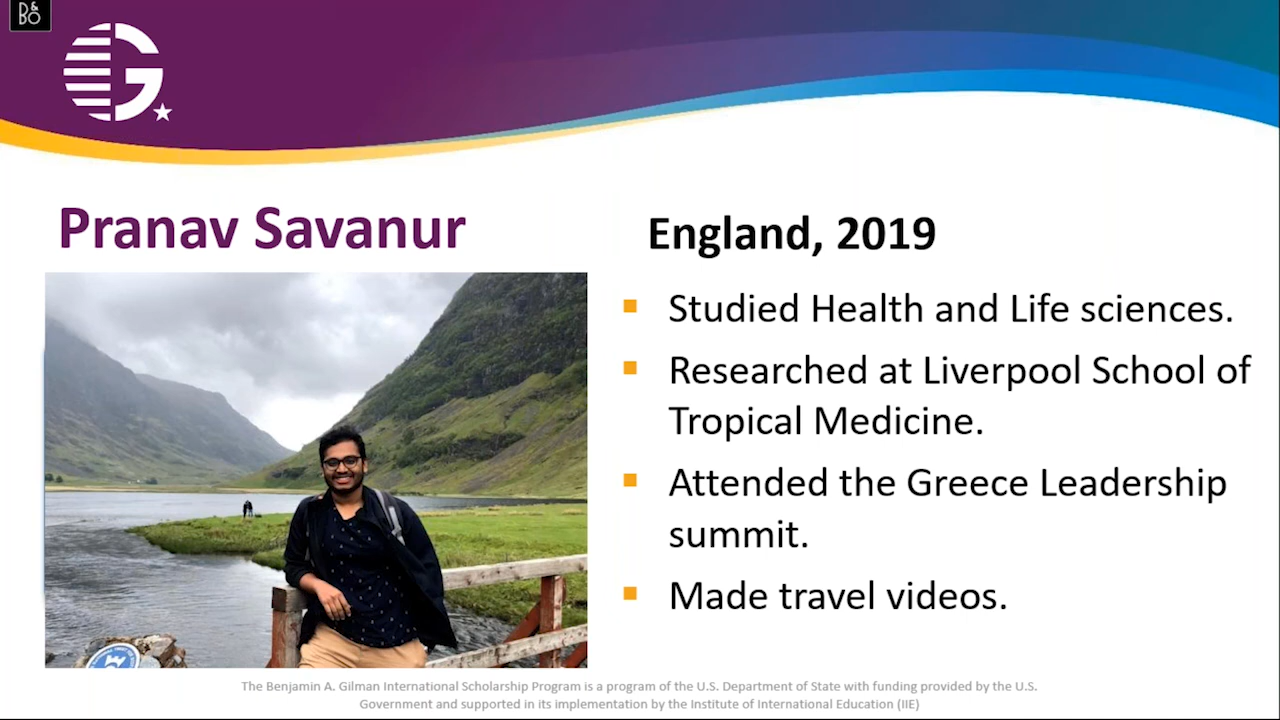 B&O
G
Pranav Savanur
England, 2019
Studied Health and Life sciences.
Researched at Liverpool School of
Tropical Medicine.
Attended the Greece Leadership
summit.
Made travel videos.
The Benjamin A. Gilman International Scholarship Program is a program of the U.S. Department of State with funding provided by the U.S.
Government and supported in its implementation by the Institute of International Education (IIE)